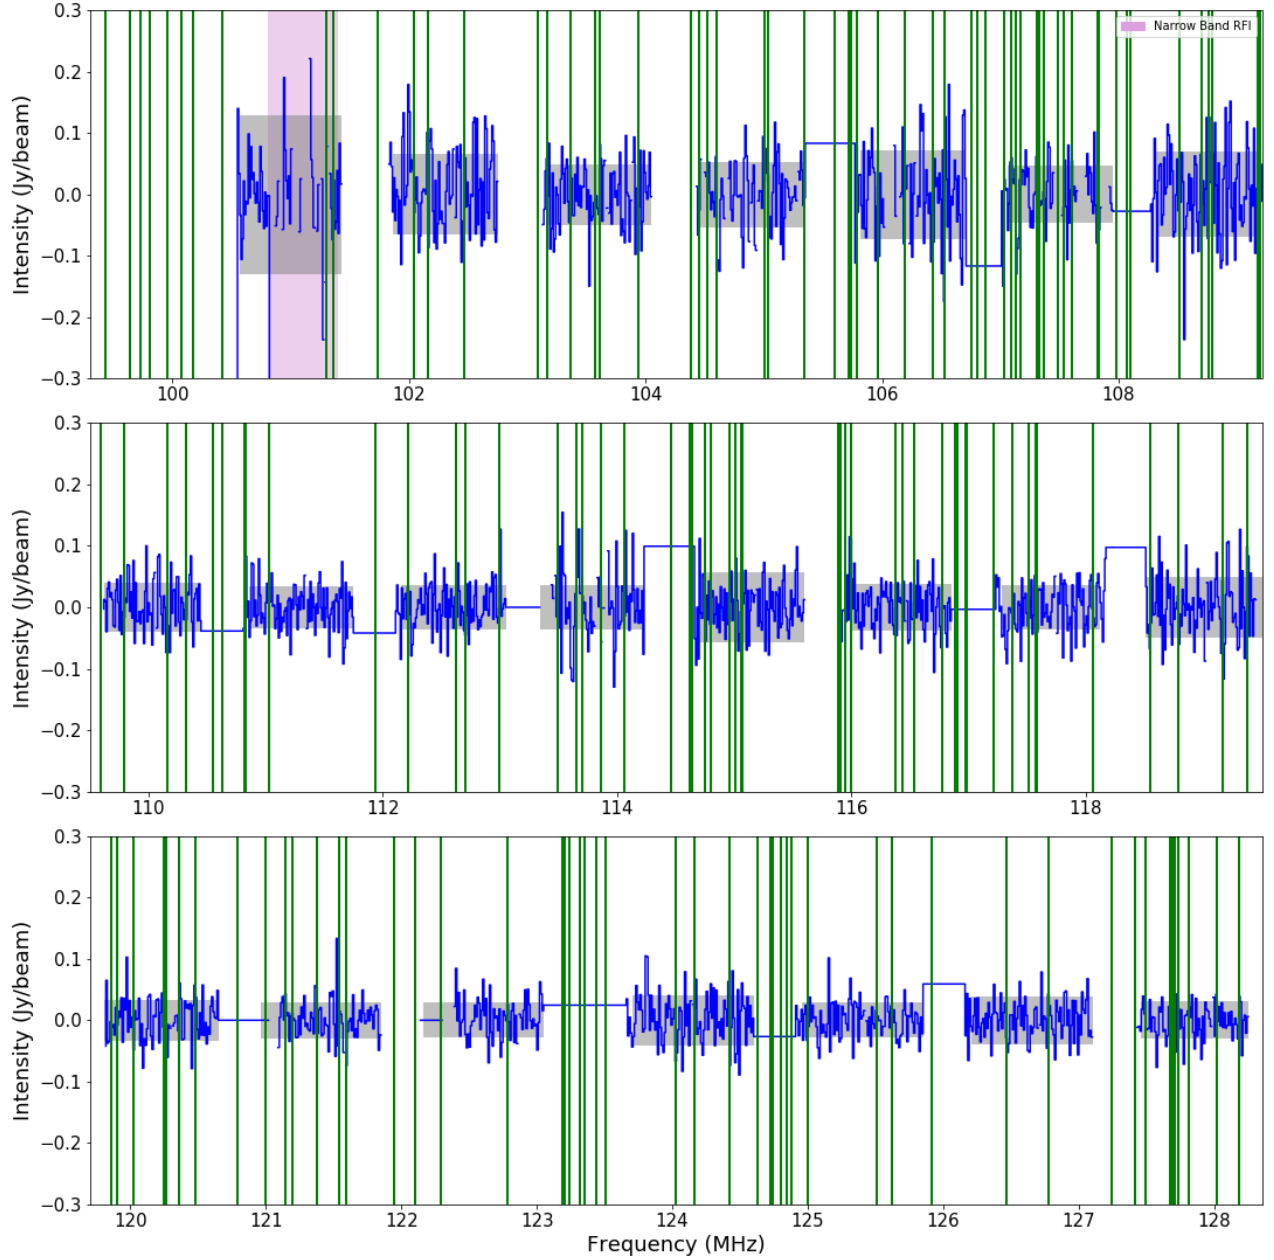 0.3
0.2
0.1
0.0
−0.1
−0.2
−0.3
Intensity (Jy/beam)
Narrow Band RFI
100 102 104 106 108
0.3
0.2
0.1
0.0
−0.1
−0.2
−0.3
Intensity (Jy/beam)
110 112 114 116 118
0.3
0.2
0.1
0.0
−0.1
−0.2
−0.3
Intensity (Jy/beam)
120 121 122 123 124 125 126 127 128
Frequency (MHz)